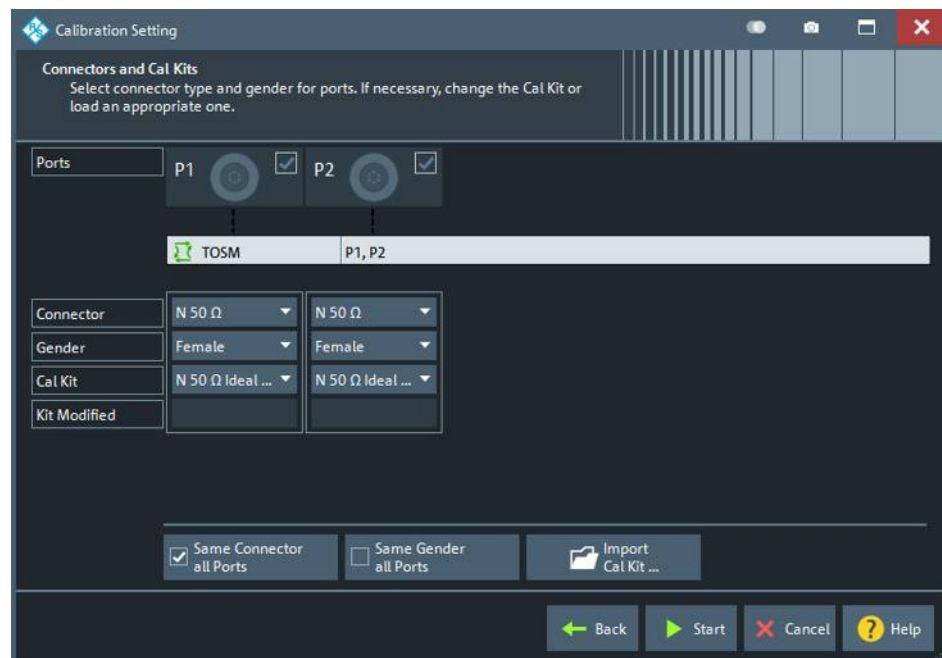 Calibration Setting
Connectors and Cal Kits
Select connector type and gender for ports. If necessary, change the Cal Kit or
load an appropriate one.
Ports
P1
P2
TOSM
P1, P2
Connector
N 50 Ω
N 50 Ω
Gender
Female
Female
Cal Kit
N 50 Ω Ideal ...
N 50 Ω Ideal ...
Kit Modified
Same Connector
all Ports
Same Gender
all Ports
Import
Cal Kit ...
Back
Start
Cancel
? Help